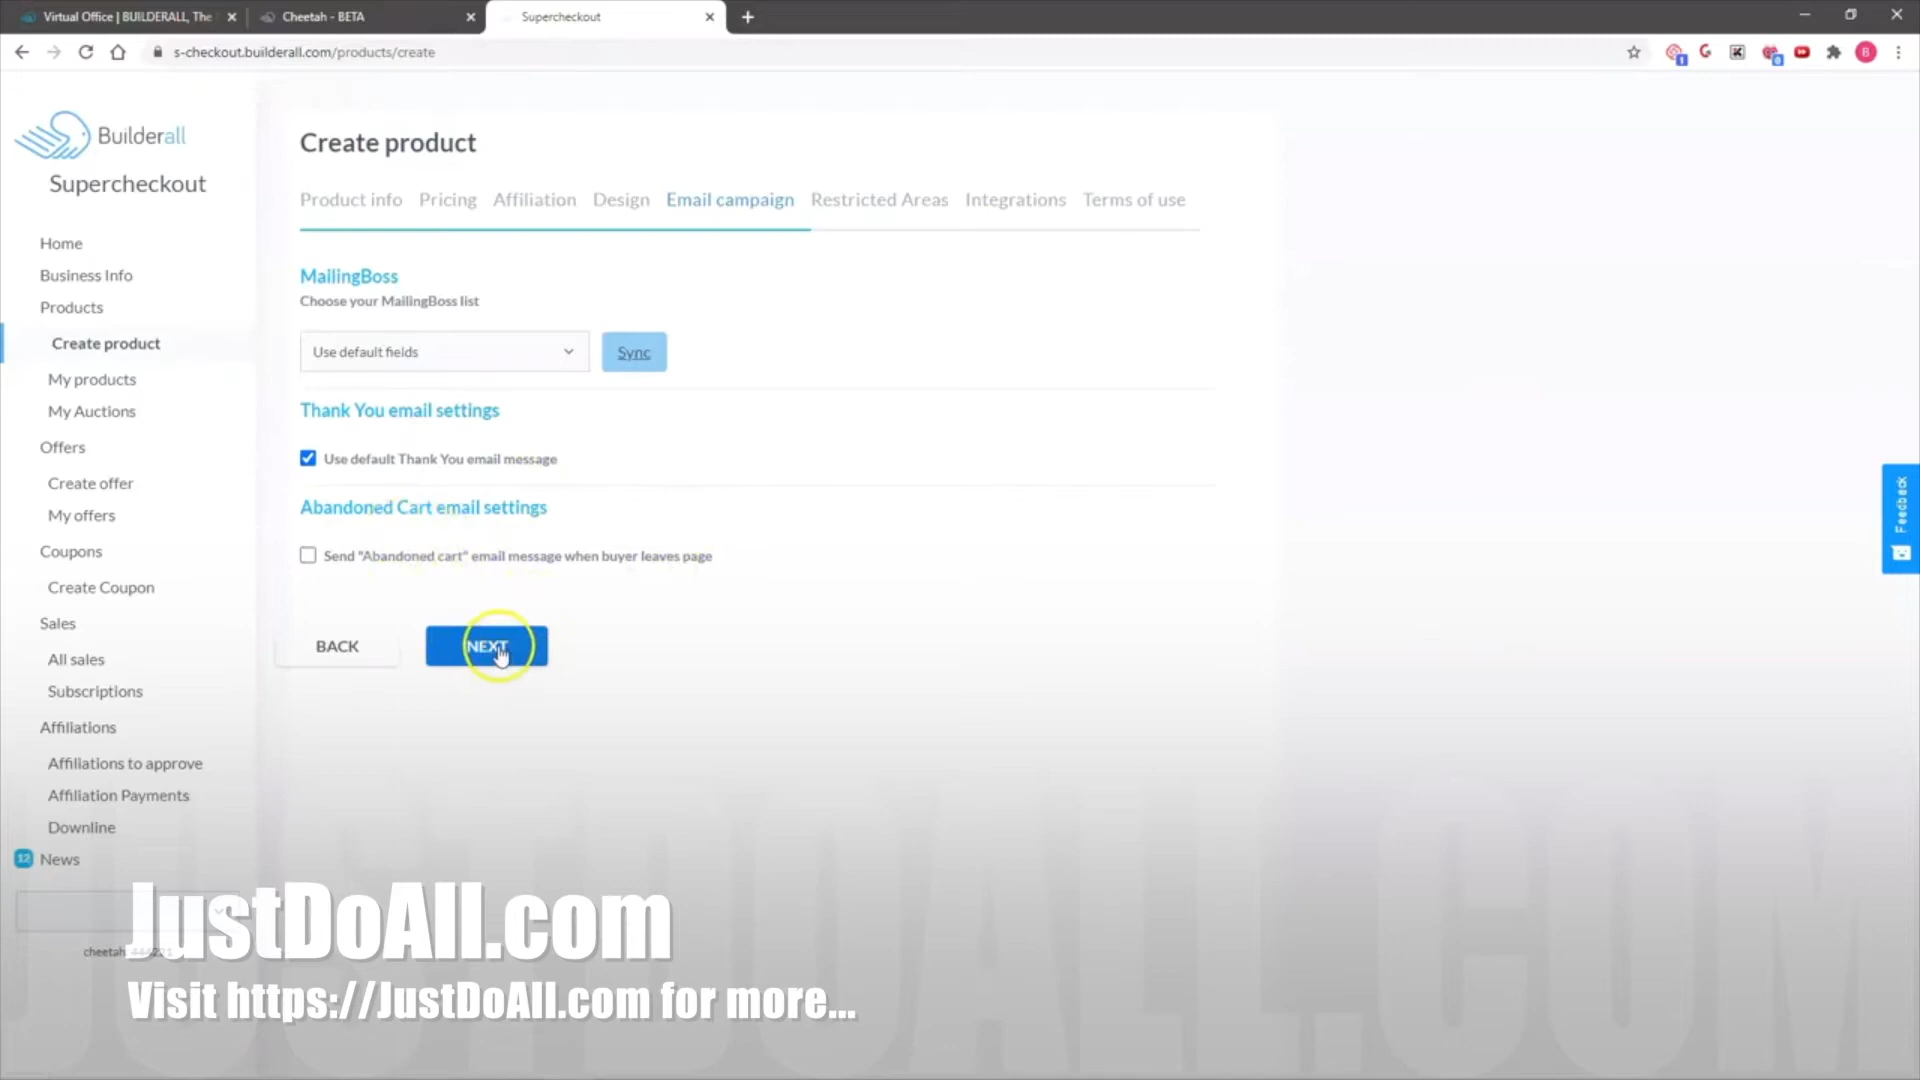 Virtual Office | BUILDERALL, The
Cheetah - BETA
Supercheckout
s-checkout.builderall.com/products/create
B
Builderall
Supercheckout
Home
Business Info
Products
Create product
My products
My Auctions
Offers
Create offer
My offers
Coupons
Create Coupon
Sales
All sales
Subscriptions
Affiliations
Affiliations to approve
Affiliation Payments
Downline
12 News
Create product
Product info Pricing Affiliation Design Email campaign Restricted Areas Integrations Terms of use
MailingBoss
Choose your MailingBoss list
Use default fields
Sync
Thank You email settings
Use default Thank You email message
Abandoned Cart email settings
Send "Abandoned cart" email message when buyer leaves page
BACK NEXT
Feedback
cheetah
JustDoAll.com
Visit https://JustDoAll.com for more...
JUSTDOALL.COM